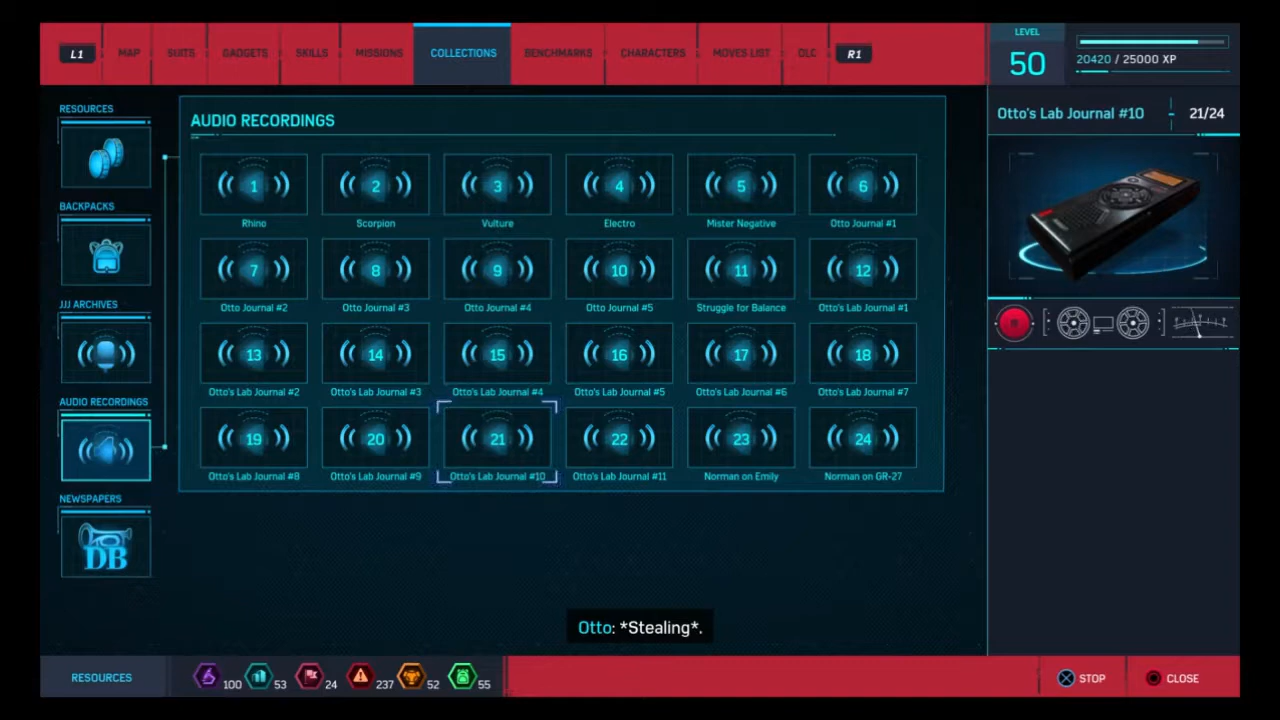 L1 MAP SUITS GADGETS SKILLS MISSIONS COLLECTIONS BENCHMARKS CHARACTERS MOVES LIST DLC R1
LEVEL
50
20420 / 25000 XP
RESOURCES
BACKPACKS
JJJ ARCHIVES
AUDIO RECORDINGS
NEWSPAPERS
DB
AUDIO RECORDINGS
1 2 3 4 5 6
Rhino Scorpion Vulture Electro Mister Negative Otto Journal #1
7 8 9 10 11 12
Otto Journal #2 Otto Journal #3 Otto Journal #4 Otto Journal #5 Struggle for Balance Otto's Lab Journal #1
13 14 15 16 17 18
Otto's Lab Journal #2 Otto's Lab Journal #3 Otto's Lab Journal #4 Otto's Lab Journal #5 Otto's Lab Journal #6 Otto's Lab Journal #7
19 20 21 22 23 24
Otto's Lab Journal #8 Otto's Lab Journal #9 Otto's Lab Journal #10 Otto's Lab Journal #11 Norman on Emily Norman on GR-27
Otto's Lab Journal #10 21/24
Otto: *Stealing*.
RESOURCES 100 53 24 237 52 55
STOP CLOSE